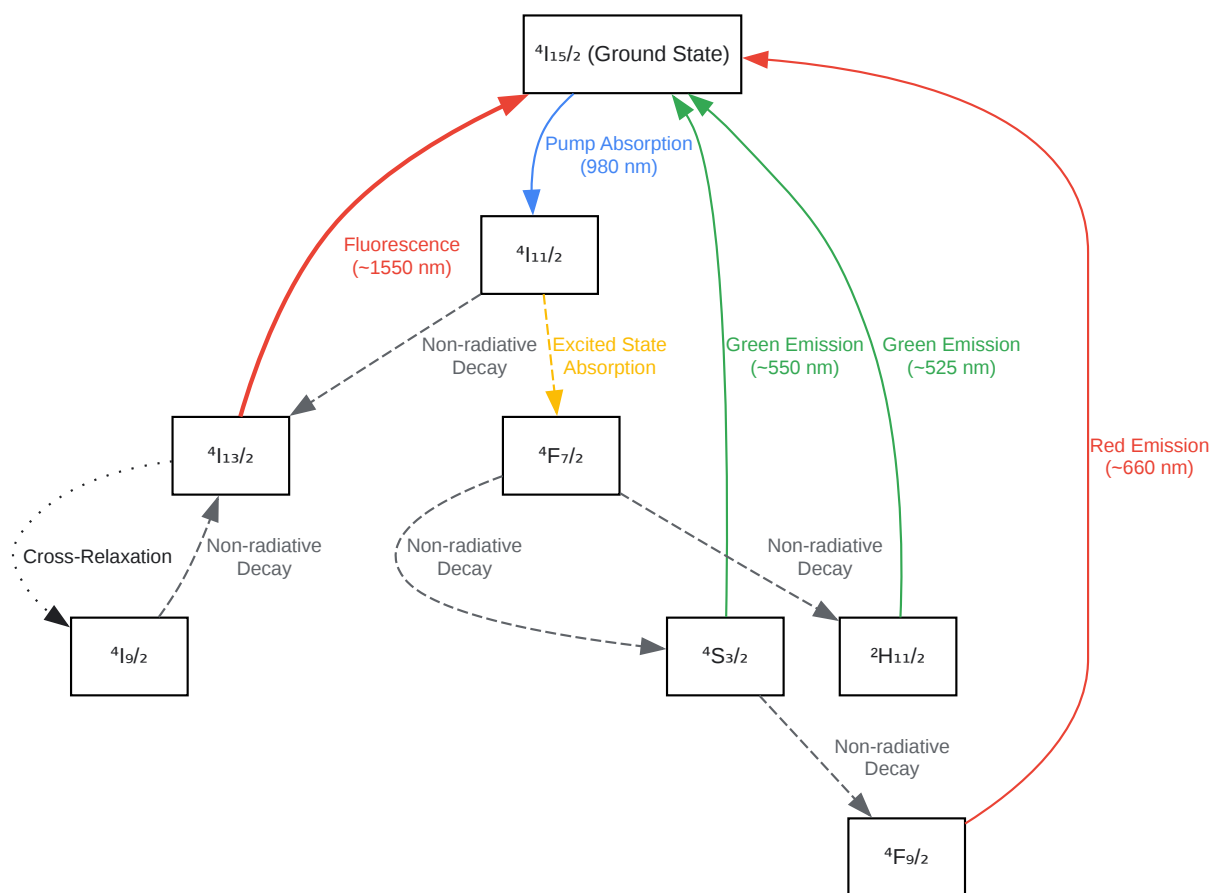 ⁴I₁₅/₂ (Ground State)
Pump Absorption
(980 nm)
Fluorescence
(~1550 nm)
⁴I₁₁/₂
Non-radiative
Decay
Excited State
Absorption
Green Emission
(~550 nm)
Green Emission
(~525 nm)
Red Emission
(~660 nm)
⁴I₁₃/₂
⁴F₇/₂
Cross-Relaxation
Non-radiative
Decay
Non-radiative
Decay
Non-radiative
Decay
⁴I₉/₂
⁴S₃/₂
²H₁₁/₂
Non-radiative
Decay
⁴F₉/₂